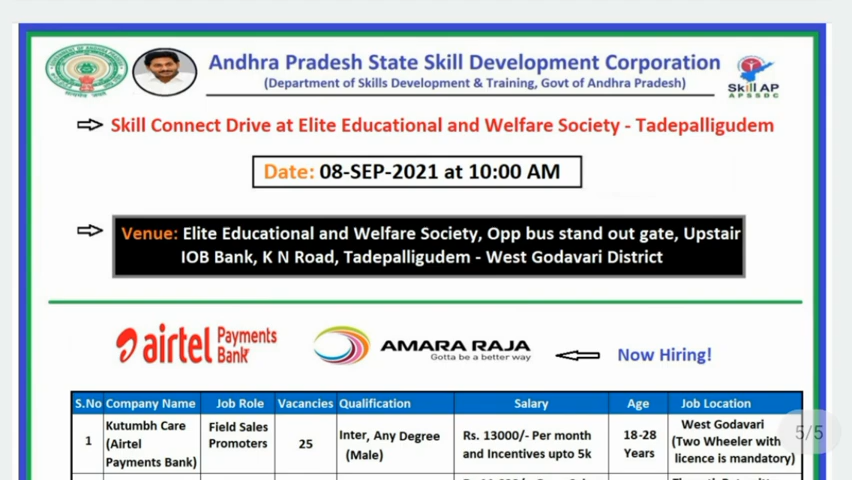 Andhra Pradesh State Skill Development Corporation
(Department of Skills Development & Training, Govt of Andhra Pradesh)
Skill AP
APSSDC
Skill Connect Drive at Elite Educational and Welfare Society - Tadepalligudem
Date: 08-SEP-2021 at 10:00 AM
Venue: Elite Educational and Welfare Society, Opp bus stand out gate, Upstair
IOB Bank, K N Road, Tadepalligudem - West Godavari District
airtel Payments
Bank
AMARA RAJA
Gotta be a better way
Now Hiring!
S.No Company Name Job Role Vacancies Qualification Salary Age Job Location
1 Kutumbh Care (Airtel Payments Bank) Field Sales Promoters 25 Inter, Any Degree (Male) Rs. 13000/- Per month and Incentives upto 5k 18-28 Years West Godavari (Two Wheeler with licence is mandatory)
5/5